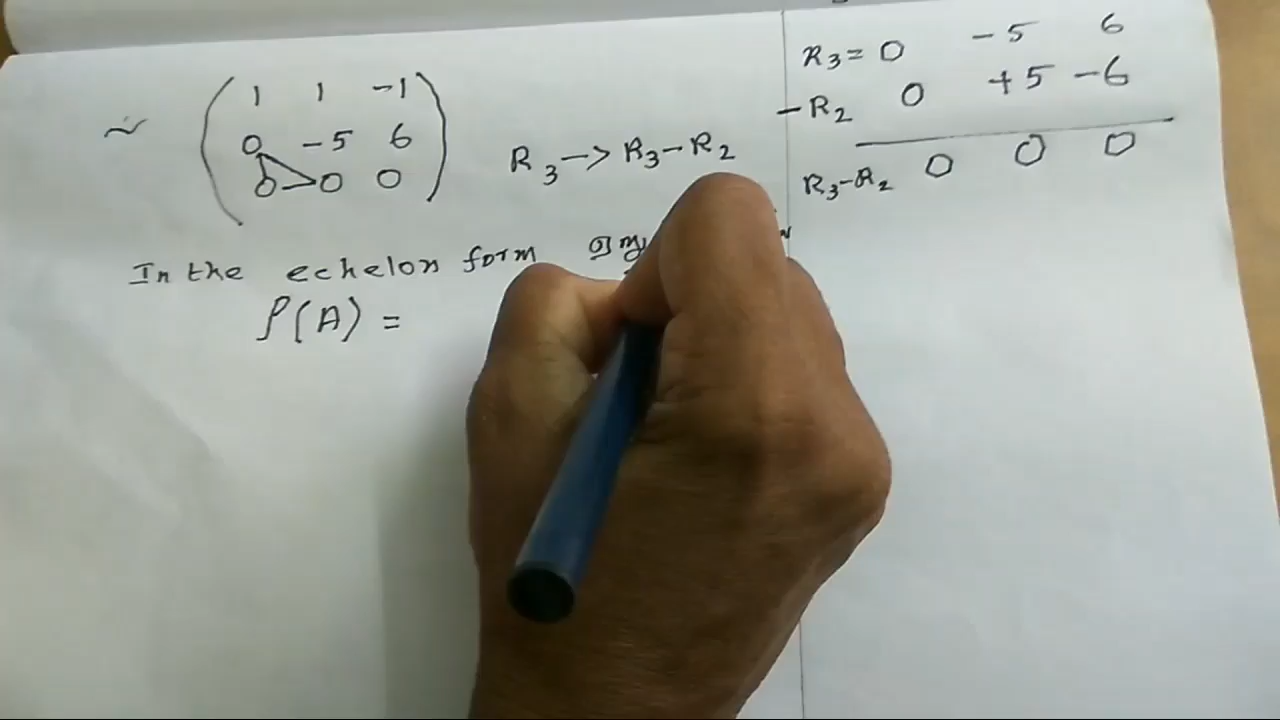 ~ ( 1 1 -1
0 -5 6
0 0 0 ) R3 -> R3-R2
R3 = 0 -5 6
-R2 0 +5 -6
R3-R2 0 0 0
In the echelon form
ρ(A) =